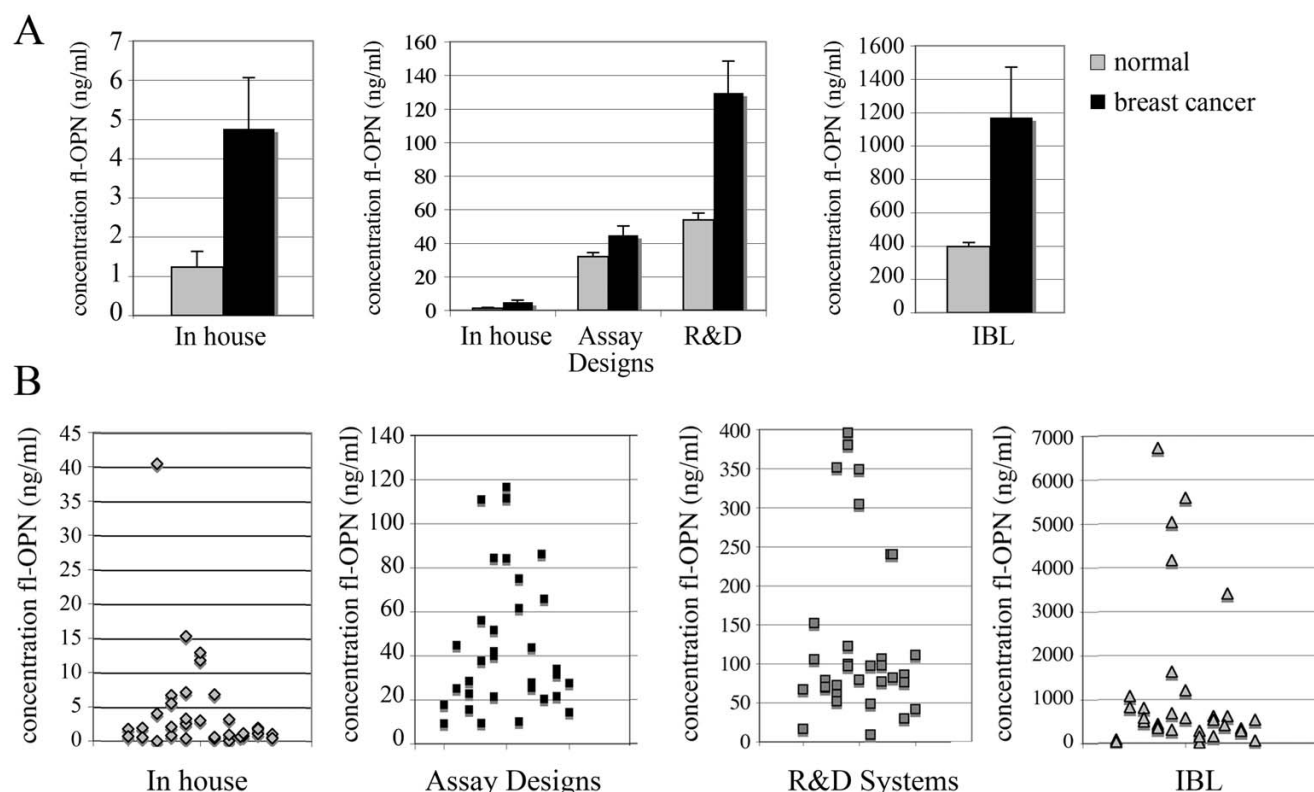 A
concentration fl-OPN (ng/ml)
7
6
5
4
3
2
1
0
In house
concentration fl-OPN (ng/ml)
160
140
120
100
80
60
40
20
0
In house
Assay
Designs
R&D
concentration fl-OPN (ng/ml)
1600
1400
1200
1000
800
600
400
200
0
IBL
normal
breast cancer
B
concentration fl-OPN (ng/ml)
45
40
35
30
25
20
15
10
5
0
In house
concentration fl-OPN (ng/ml)
140
120
100
80
60
40
20
0
Assay Designs
concentration fl-OPN (ng/ml)
400
350
300
250
200
150
100
50
0
R&D Systems
concentration fl-OPN (ng/ml)
7000
6000
5000
4000
3000
2000
1000
0
IBL